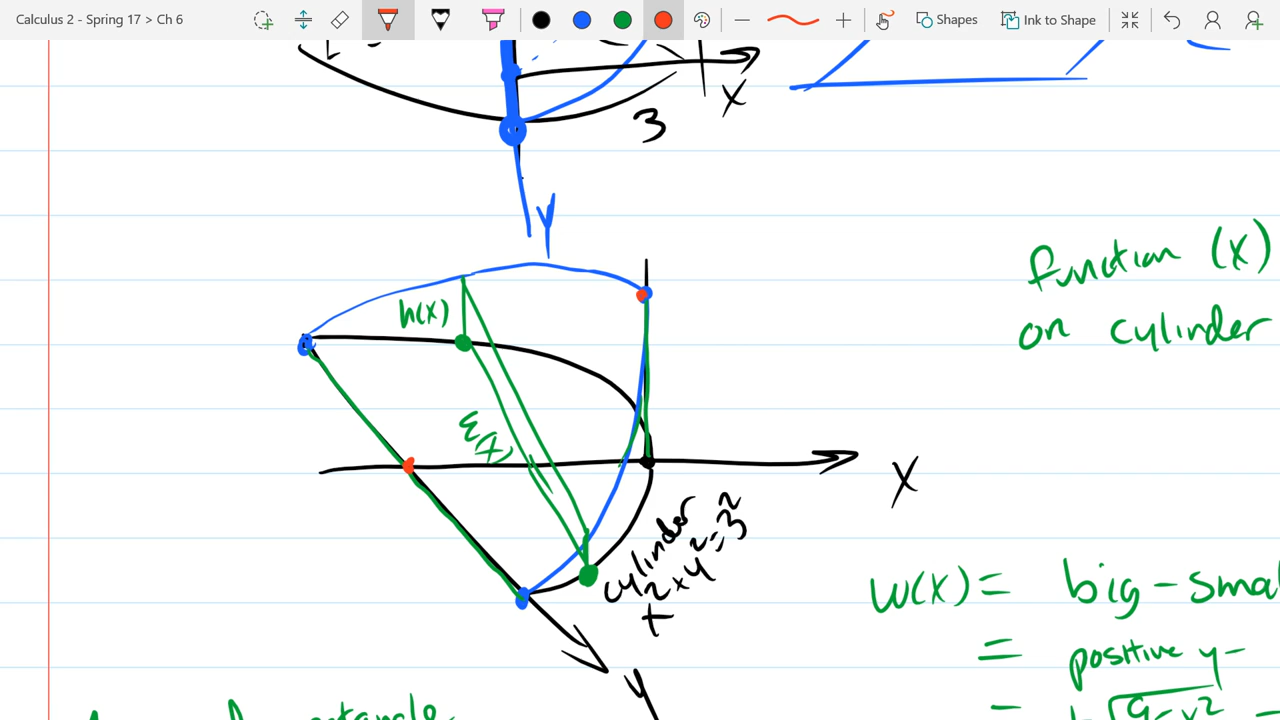 Calculus 2 - Spring 17 > Ch 6
Shapes
Ink to Shape
X
3
Y
function (x)
on cylinder
h(x)
w(x)
X
cylinder
x²+y²=3²
w(x) = big - smal
= positive y -
y